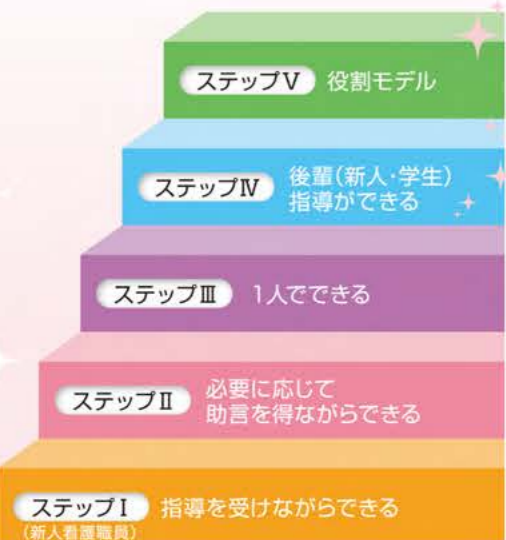 ステップⅤ 役割モデル
ステップⅣ 後輩(新人・学生)
指導ができる
ステップⅢ 1人でできる
ステップⅡ 必要に応じて
助言を得ながらできる
ステップⅠ 指導を受けながらできる
(新人看護職員)